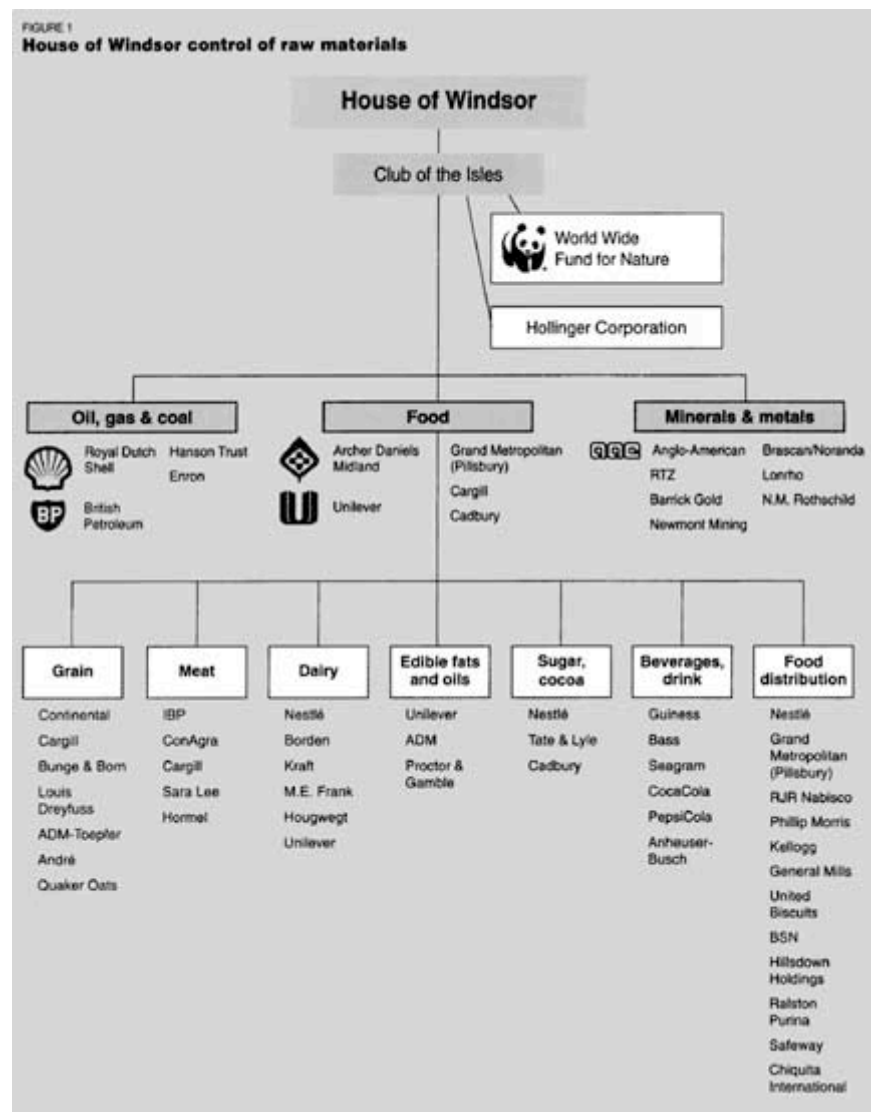 FIGURE 1
House of Windsor control of raw materials
House of Windsor
Club of the Isles
World Wide
Fund for Nature
Hollinger Corporation
Oil, gas & coal
Royal Dutch
Shell
British
Petroleum
Hanson Trust
Enron
BP
Food
Archer Daniels
Midland
Unilever
Grand Metropolitan
(Pillsbury)
Cargill
Cadbury
Minerals & metals
Anglo-American
RTZ
Barrick Gold
Newmont Mining
Brascan/Noranda
Lonrho
N.M. Rothschild
Grain
Continental
Cargill
Bunge & Born
Louis
Dreyfuss
ADM-Toepfer
André
Quaker Oats
Meat
IBP
ConAgra
Cargill
Sara Lee
Hormel
Dairy
Nestlé
Borden
Kraft
M.E. Frank
Hougwegt
Unilever
Edible fats
and oils
Unilever
ADM
Proctor &
Gamble
Sugar,
cocoa
Nestlé
Tate & Lyle
Cadbury
Beverages,
drink
Guiness
Bass
Seagram
CocaCola
PepsiCola
Anheuser-
Busch
Food
distribution
Nestlé
Grand
Metropolitan
(Pillsbury)
RJR Nabisco
Phillip Morris
Kellogg
General Mills
United
Biscuits
BSN
Hillsdown
Holdings
Ralston
Purina
Safeway
Chiquita
International